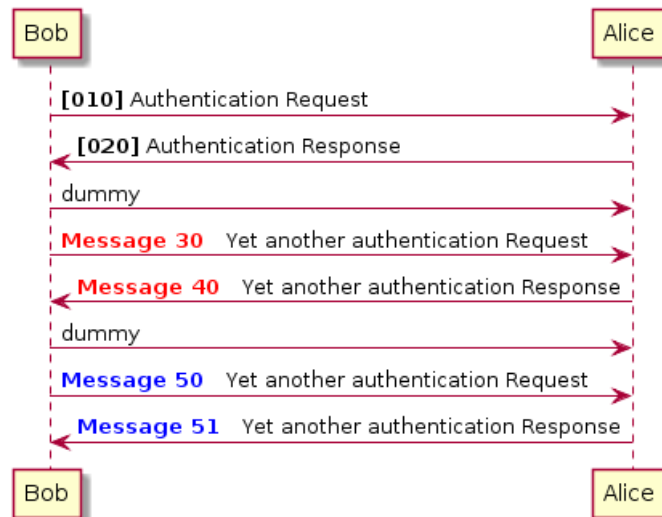 Bob Alice
[010] Authentication Request
[020] Authentication Response
dummy
Message 30 Yet another authentication Request
Message 40 Yet another authentication Response
dummy
Message 50 Yet another authentication Request
Message 51 Yet another authentication Response
Bob Alice